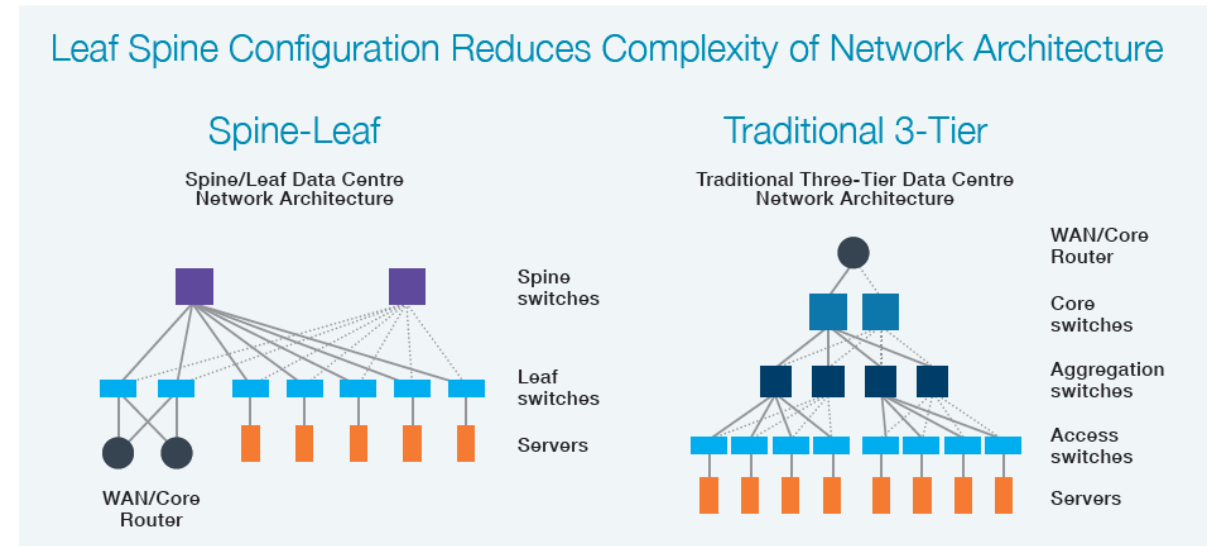 Leaf Spine Configuration Reduces Complexity of Network Architecture
Spine-Leaf
Spine/Leaf Data Centre
Network Architecture
Spine
switches
Leaf
switches
Servers
WAN/Core
Router
Traditional 3-Tier
Traditional Three-Tier Data Centre
Network Architecture
WAN/Core
Router
Core
switches
Aggregation
switches
Access
switches
Servers